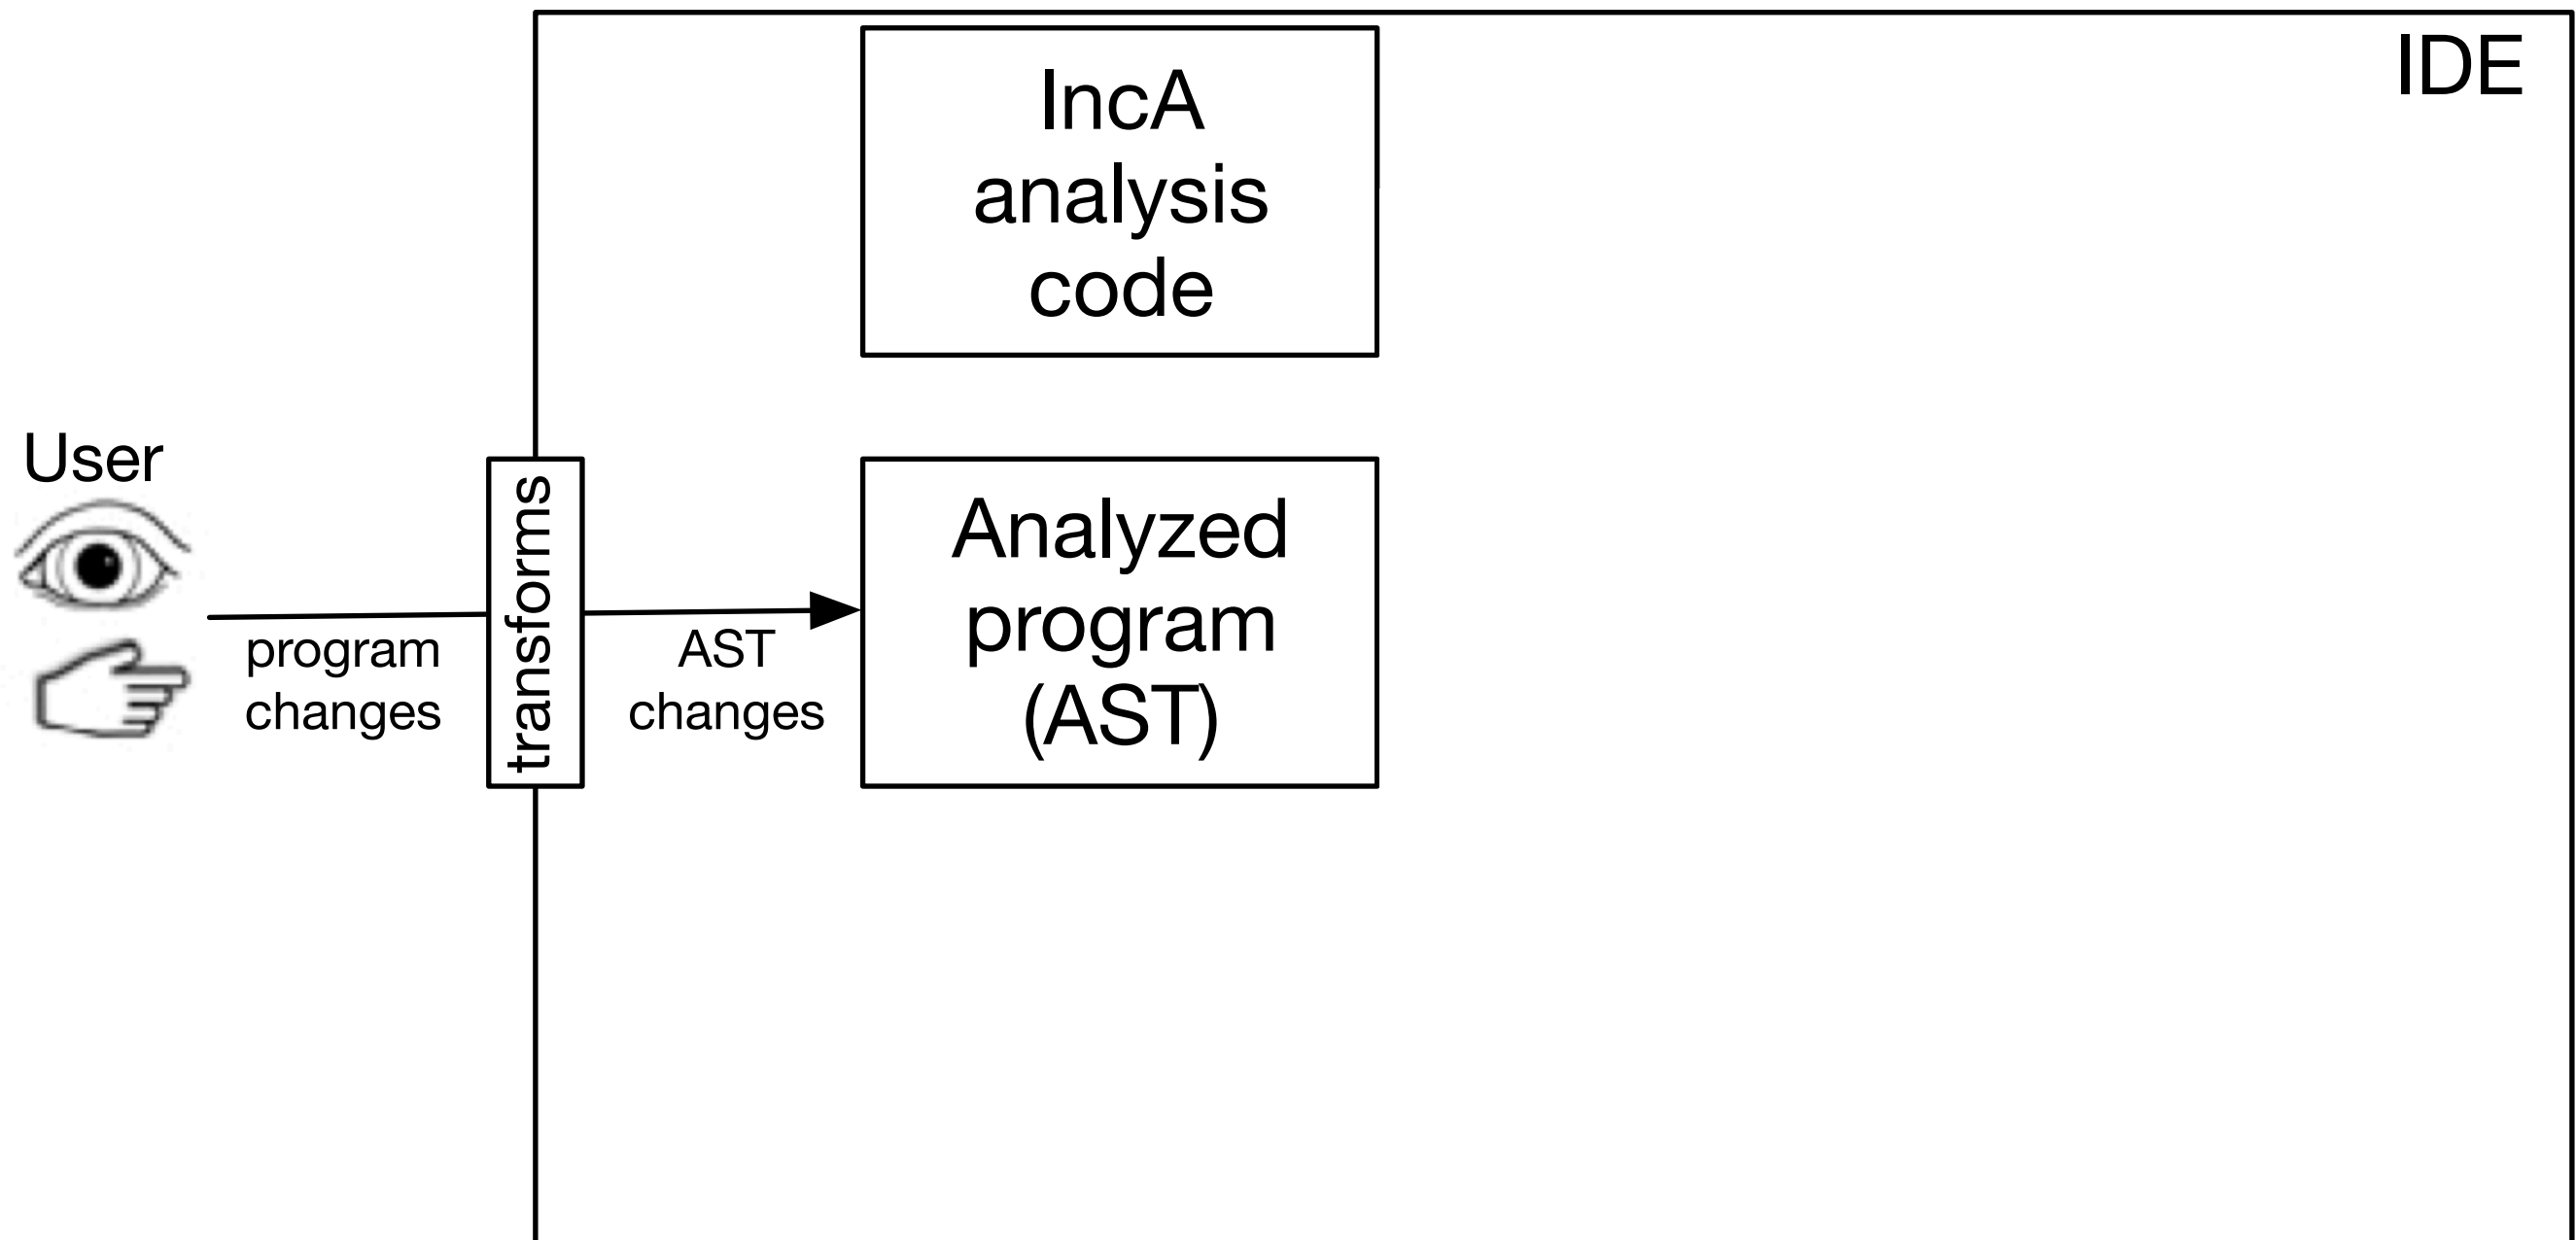 IDE
IncA
analysis
code
User
program
changes
transforms
AST
changes
Analyzed
program
(AST)